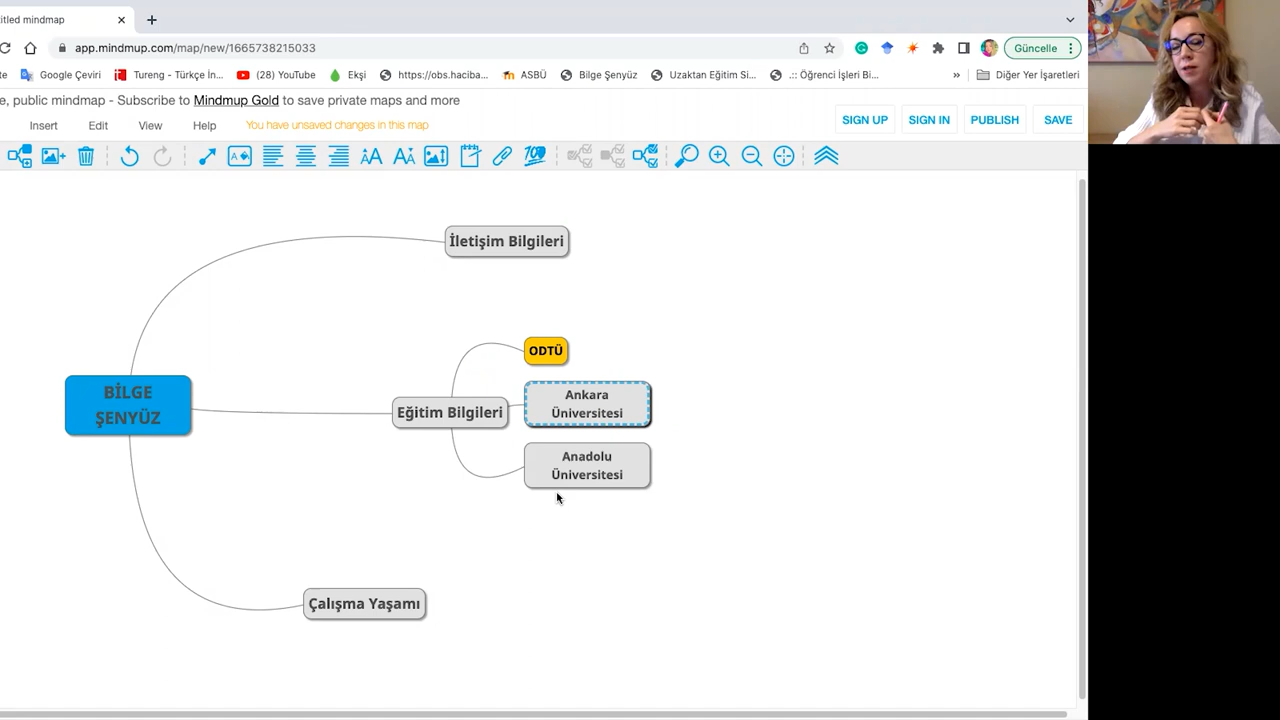 titled mindmap
app.mindmup.com/map/new/1665738215033
Güncelle
te
Google Çeviri
Tureng - Türkçe İn...
(28) YouTube
Ekşi
https://obs.haciba...
ASBÜ
Bilge Şenyüz
Uzaktan Eğitim Si...
.:: Öğrenci İşleri Bi...
»
Diğer Yer İşaretleri
e, public mindmap - Subscribe to Mindmup Gold to save private maps and more
Insert
Edit
View
Help
You have unsaved changes in this map
SIGN UP
SIGN IN
PUBLISH
SAVE
İletişim Bilgileri
ODTÜ
BİLGE
ŞENYÜZ
Eğitim Bilgileri
Ankara
Üniversitesi
Anadolu
Üniversitesi
Çalışma Yaşamı